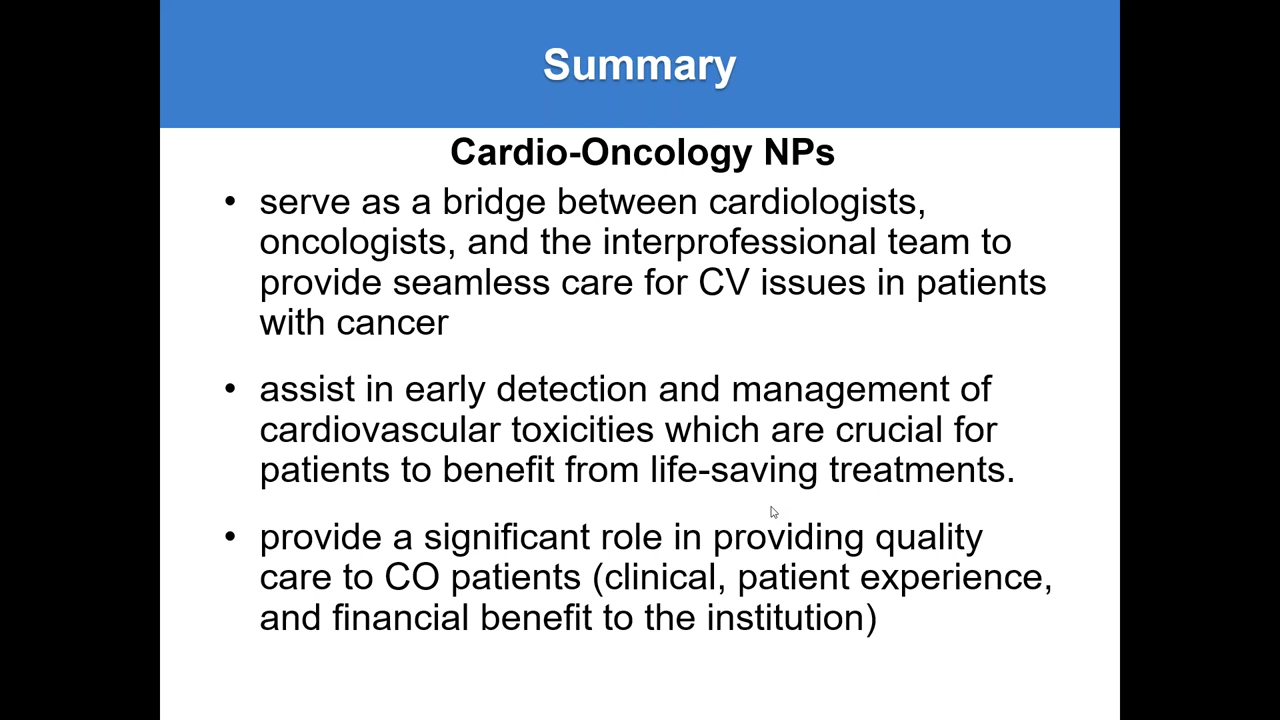 Summary
Cardio-Oncology NPs
• serve as a bridge between cardiologists,
oncologists, and the interprofessional team to
provide seamless care for CV issues in patients
with cancer
• assist in early detection and management of
cardiovascular toxicities which are crucial for
patients to benefit from life-saving treatments.
• provide a significant role in providing quality
care to CO patients (clinical, patient experience,
and financial benefit to the institution)